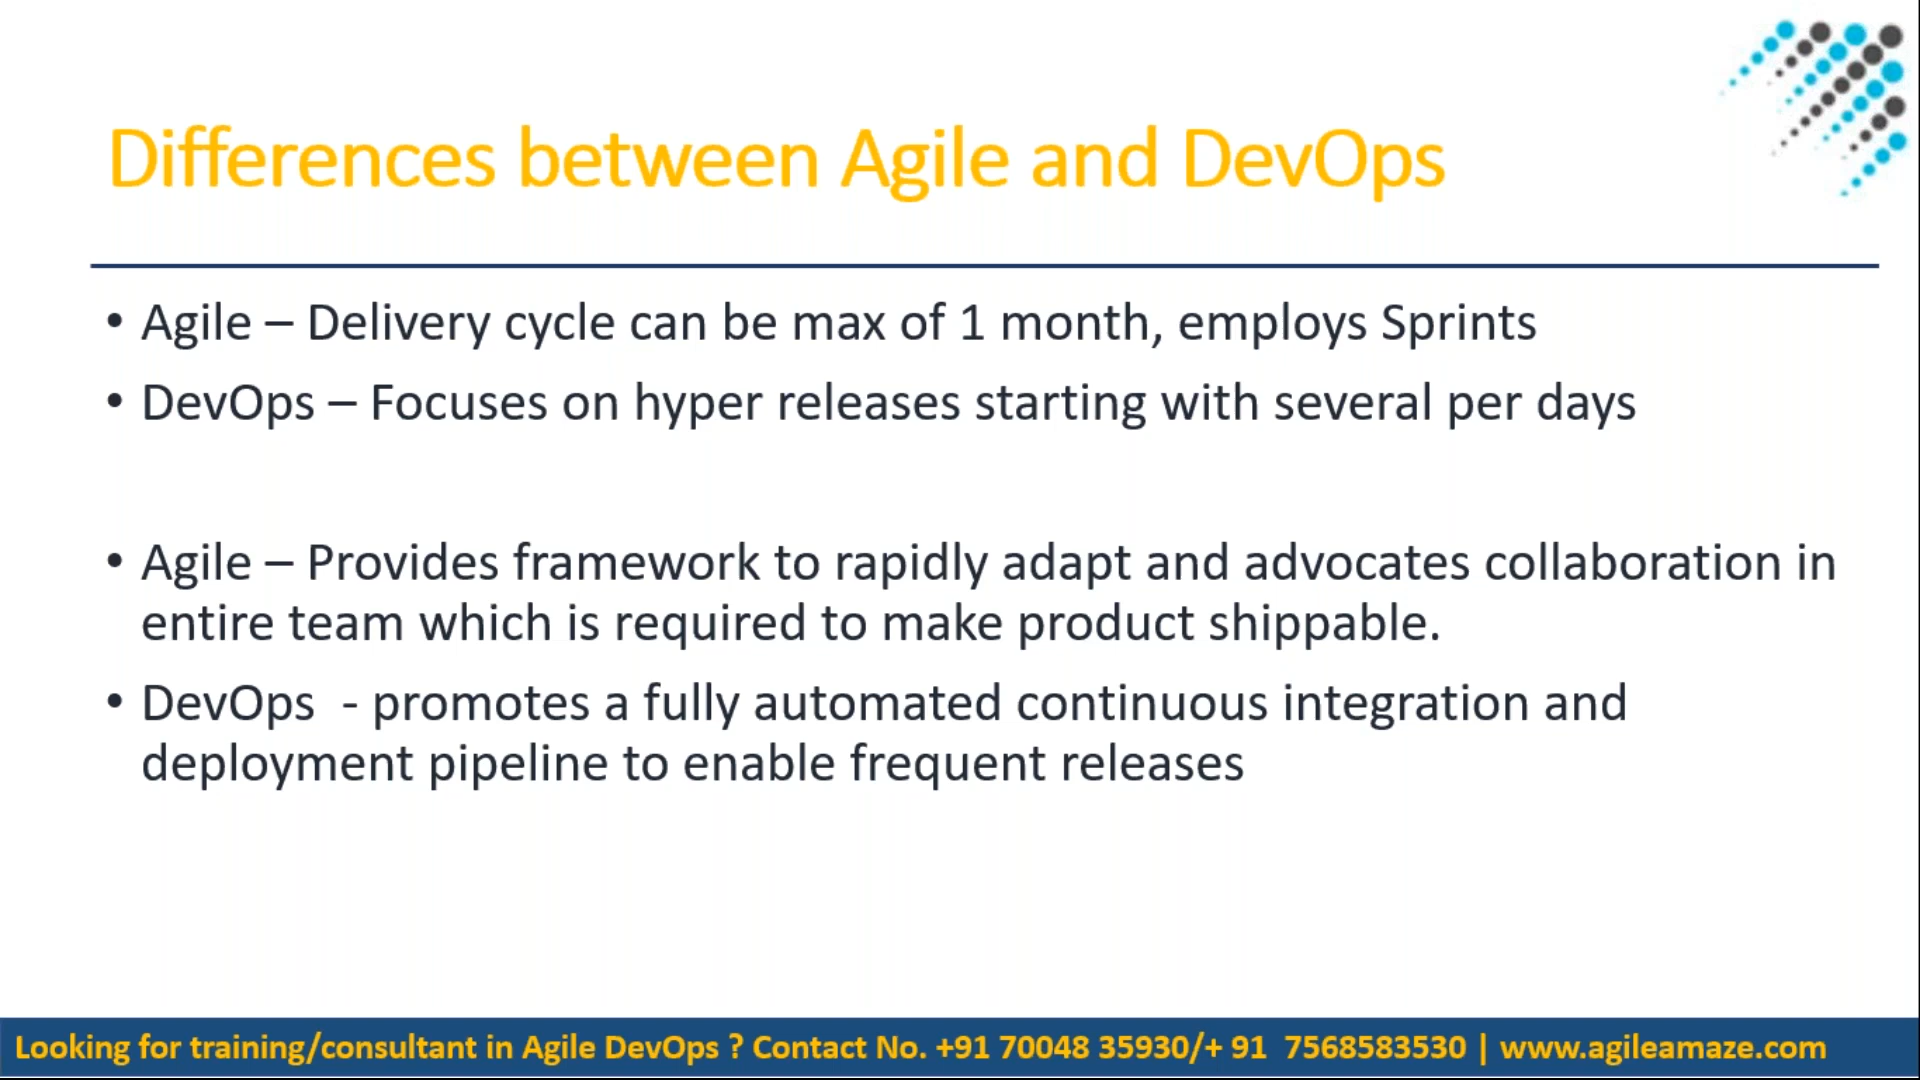 Differences between Agile and DevOps
• Agile – Delivery cycle can be max of 1 month, employs Sprints
• DevOps – Focuses on hyper releases starting with several per days
• Agile – Provides framework to rapidly adapt and advocates collaboration in
entire team which is required to make product shippable.
• DevOps  - promotes a fully automated continuous integration and
deployment pipeline to enable frequent releases
Looking for training/consultant in Agile DevOps ? Contact No. +91 70048 35930/+ 91  7568583530 | www.agileamaze.com